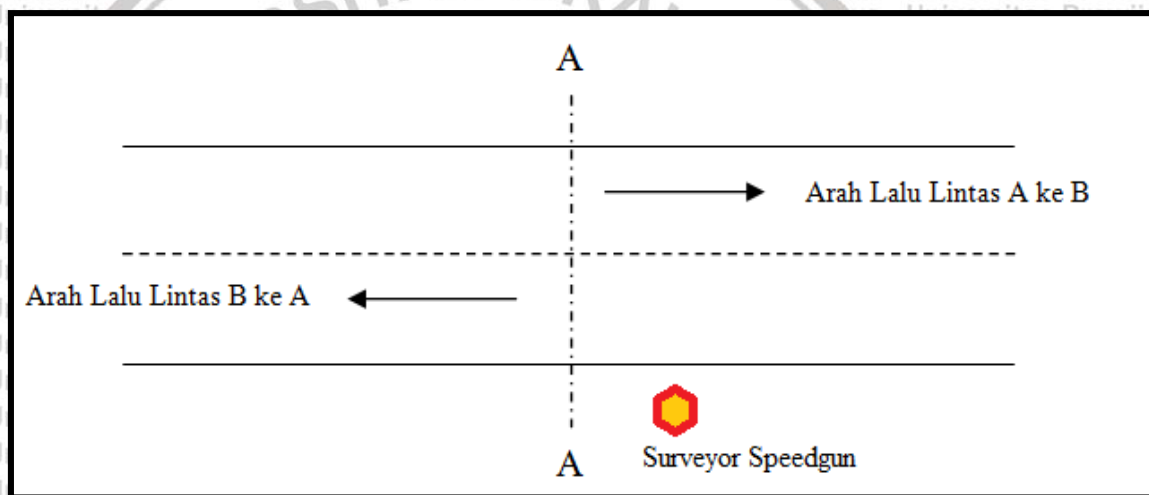 A
Arah Lalu Lintas A ke B
Arah Lalu Lintas B ke A
A
Surveyor Speedgun